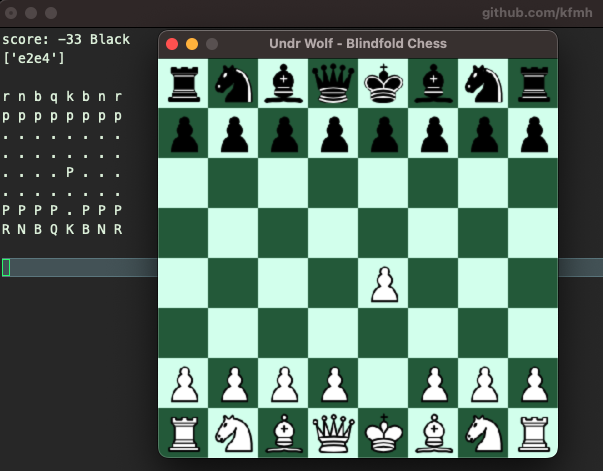 github.com/kfmh
score: -33 Black
['e2e4']
Undr Wolf - Blindfold Chess
r n b q k b n r
p p p p p p p p
. . . . . . . .
. . . . . . . .
. . . . P . . .
. . . . . . . .
P P P P . P P P
R N B Q K B N R